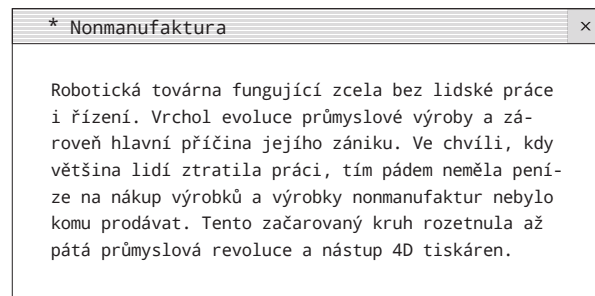 * Nonmanufaktura ×
Robotická továrna fungující zcela bez lidské práce
i řízení. Vrchol evoluce průmyslové výroby a zá-
roveň hlavní příčina jejího zániku. Ve chvíli, kdy
většina lidí ztratila práci, tím pádem neměla pení-
ze na nákup výrobků a výrobky nonmanufaktur nebylo
komu prodávat. Tento začarovaný kruh rozetnula až
pátá průmyslová revoluce a nástup 4D tiskáren.